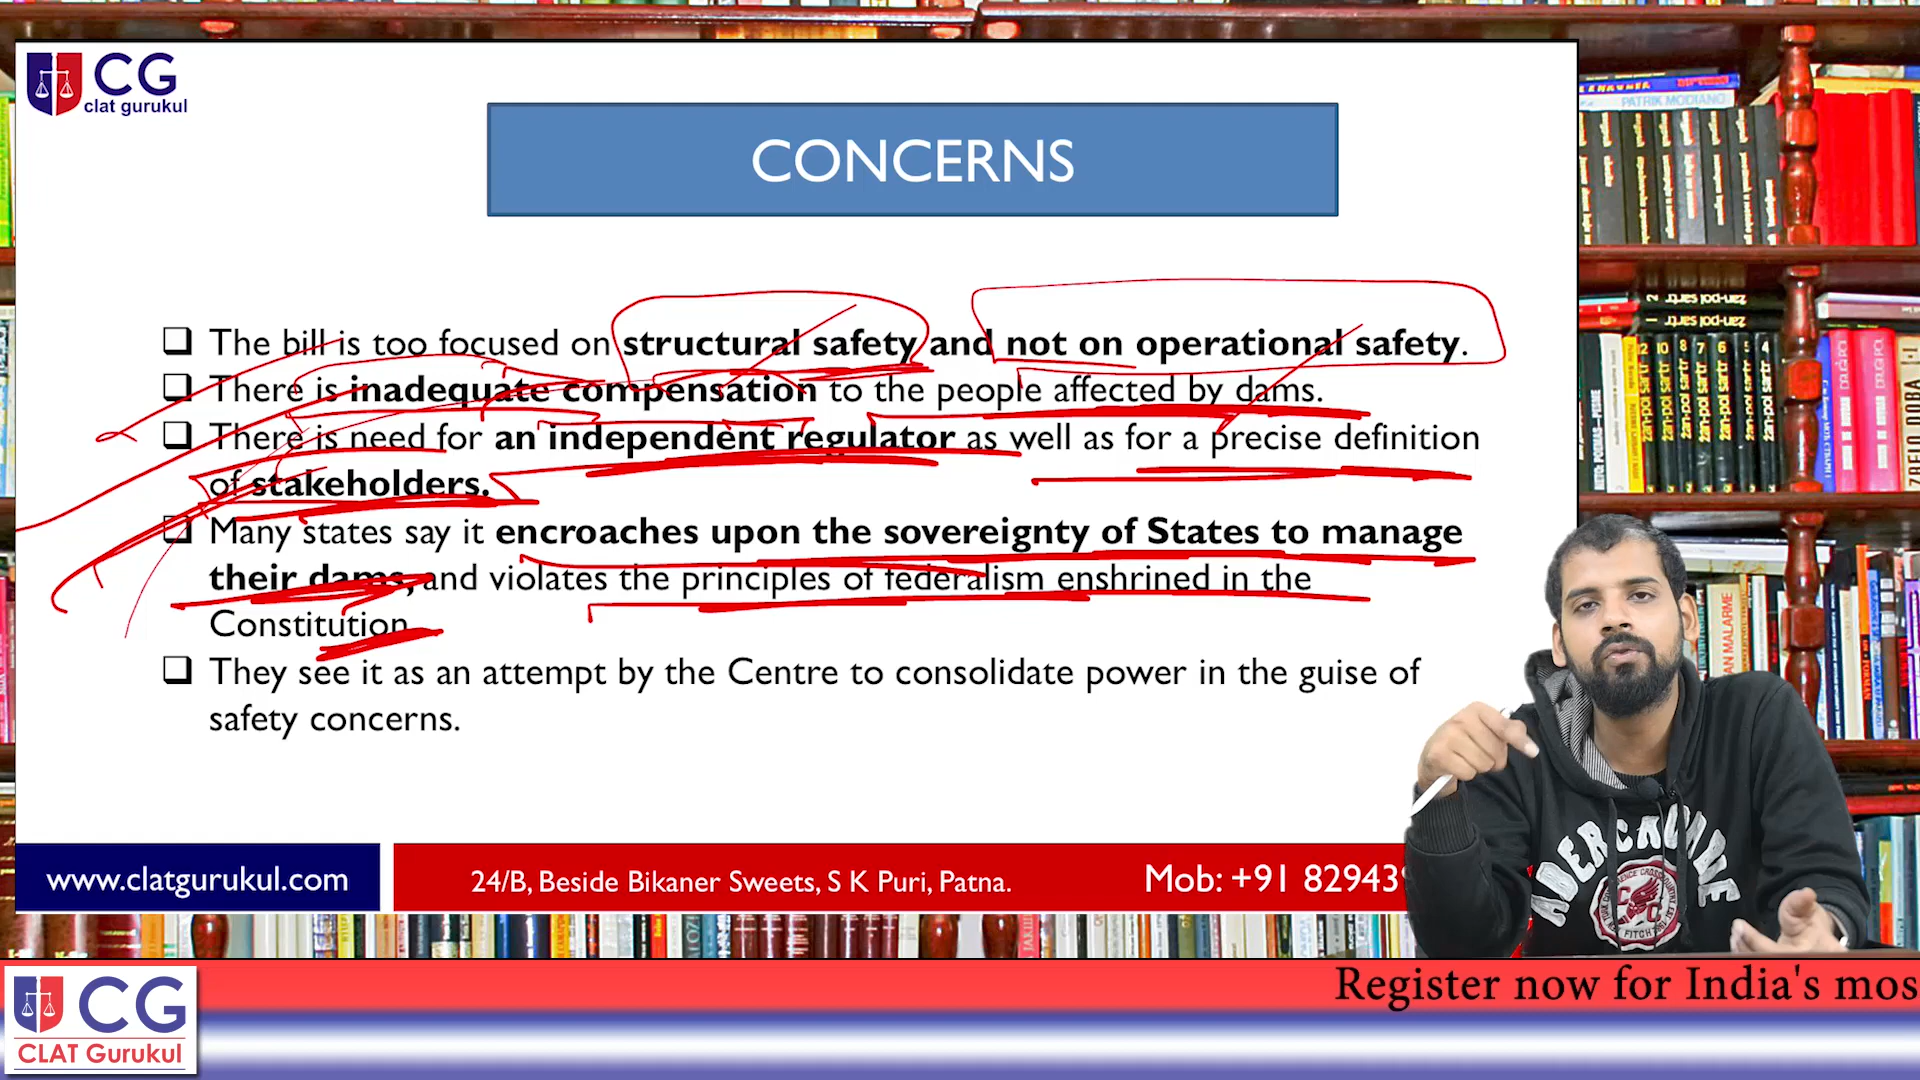 CG
clat gurukul
CONCERNS
The bill is too focused on structural safety and not on operational safety.
There is inadequate compensation to the people affected by dams.
There is need for an independent regulator as well as for a precise definition
of stakeholders.
Many states say it encroaches upon the sovereignty of States to manage
their dams, and violates the principles of federalism enshrined in the
Constitution.
They see it as an attempt by the Centre to consolidate power in the guise of
safety concerns.
PATRIK MODIANO
ABERCROMBIE
FITCH
www.clatgurukul.com
24/B, Beside Bikaner Sweets, S K Puri, Patna.
Mob: +91 82943
Register now for India's mos
CG
CLAT Gurukul